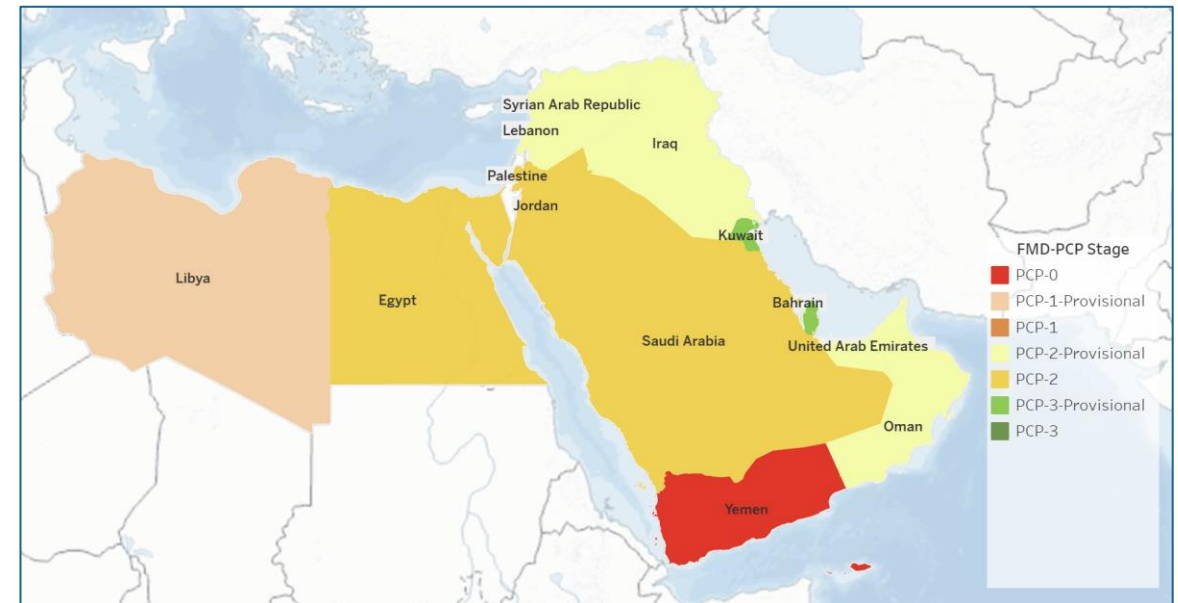 Syrian Arab Republic
Lebanon
Iraq
Palestine
Jordan
Kuwait
Libya
Egypt
Bahrain
Saudi Arabia
United Arab Emirates
Oman
Yemen
FMD-PCP Stage
PCP-0
PCP-1-Provisional
PCP-1
PCP-2-Provisional
PCP-2
PCP-3-Provisional
PCP-3